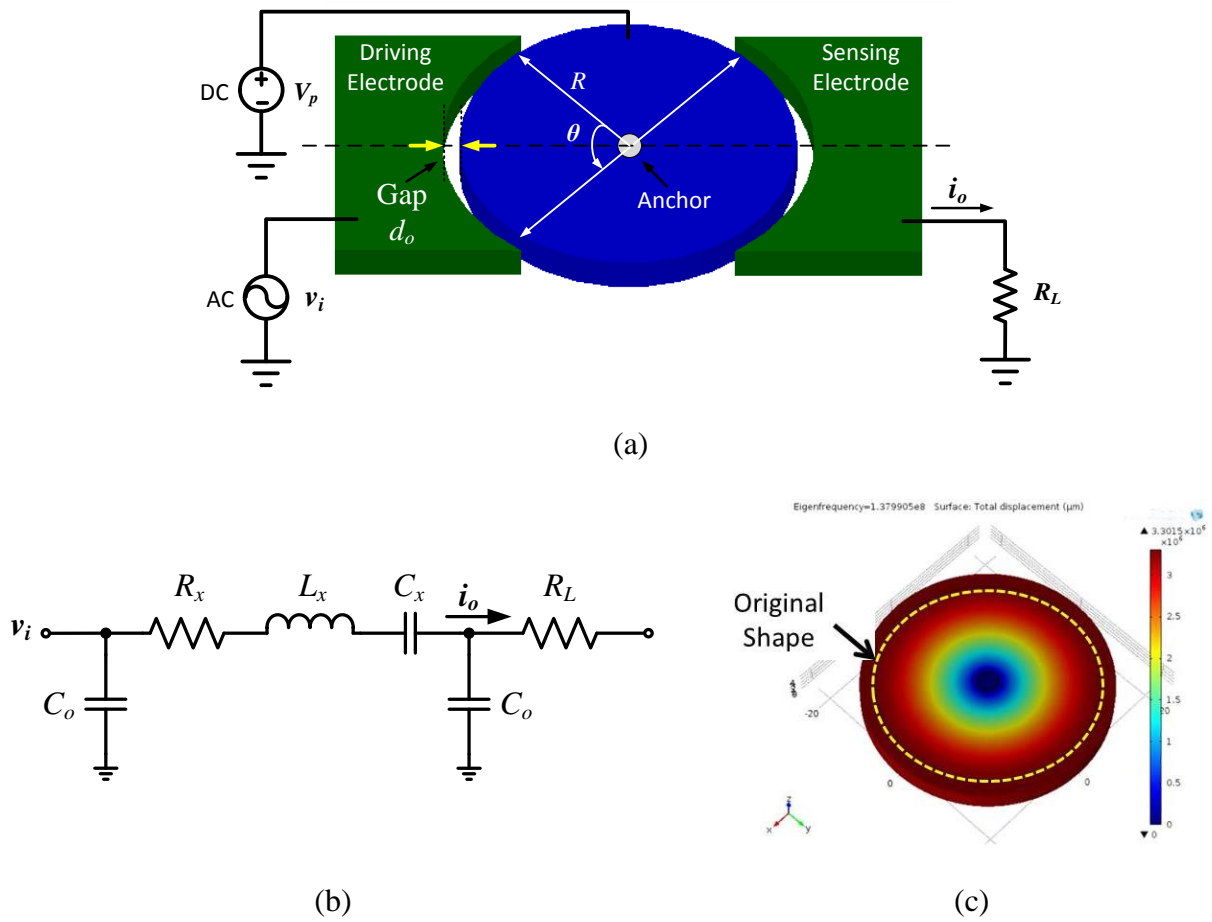 Driving
Electrode
Sensing
Electrode
DC
V_p
R
θ
Gap
d_o
Anchor
i_o
AC
v_i
R_L
(a)
Eigenfrequency=1.379905e8 Surface: Total displacement (µm)
▲ 3.3015×10⁶
×10⁶
R_x
L_x
C_x
i_o
R_L
v_i
C_o
C_o
Original
Shape
3
2.5
2
1.5
1
0.5
0
▼ 0
-20
20
0
0
z
x
y
(b)
(c)